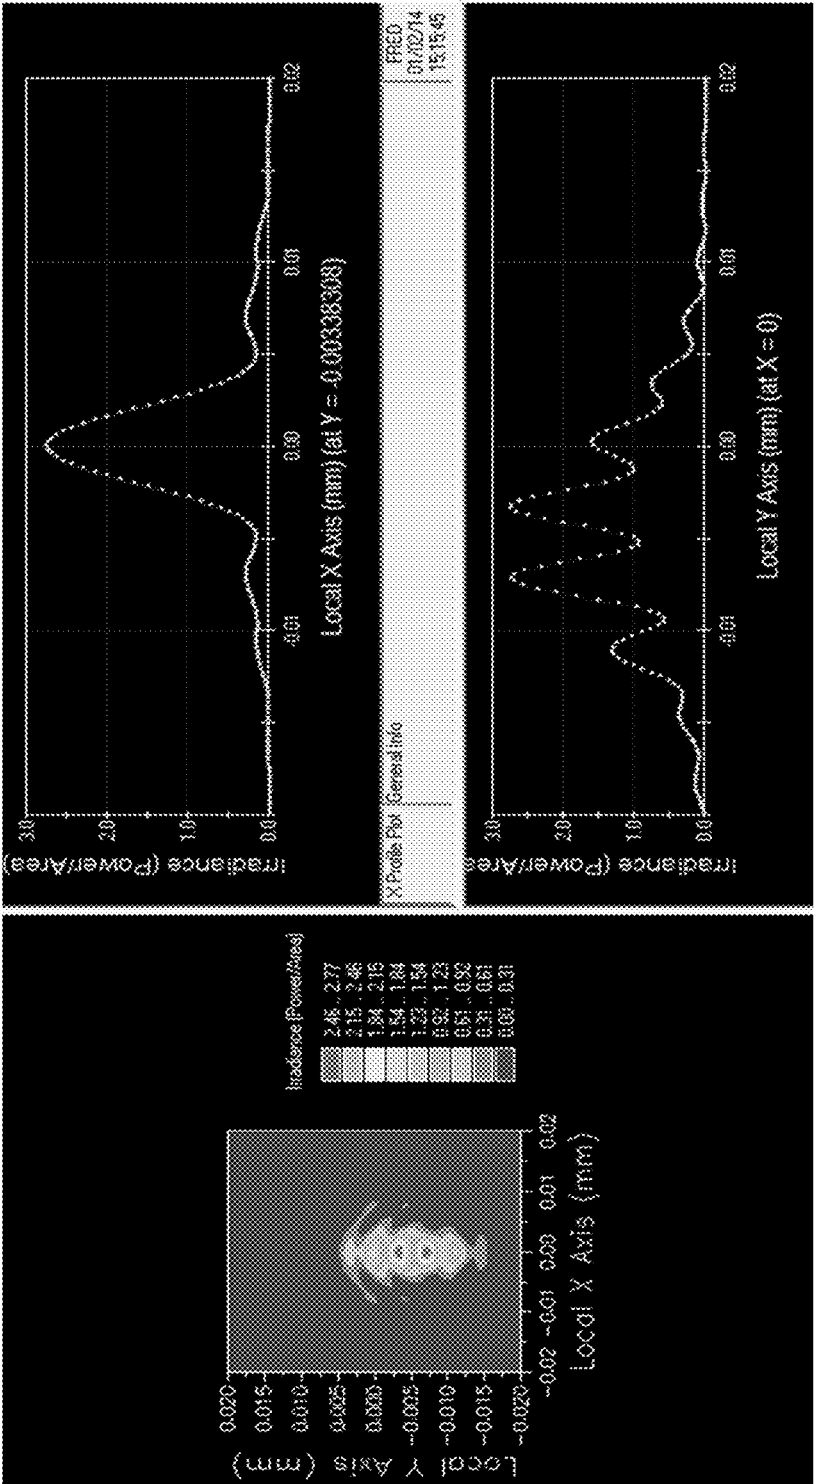 Irradiance (Power/Area)
3.0
2.0
1.0
0.0
-0.01
0.00
0.01
0.02
Local X Axis (mm) (at Y = -0.00338308)
X Profile Plot
General Info
FRED
01/02/14
15:15:45
Irradiance (Power/Area)
3.0
2.0
1.0
0.0
-0.01
0.00
0.01
0.02
Local Y Axis (mm) (at X = 0)
Irradiance (Power/Area)
2.46 .. 2.77
2.15 .. 2.46
1.84 .. 2.15
1.54 .. 1.84
1.23 .. 1.54
0.92 .. 1.23
0.61 .. 0.92
0.31 .. 0.61
0.00 .. 0.31
Local Y Axis (mm)
0.020
0.015
0.010
0.005
0.000
-0.005
-0.010
-0.015
-0.020
-0.02
-0.01
0.00
0.01
0.02
Local X Axis (mm)